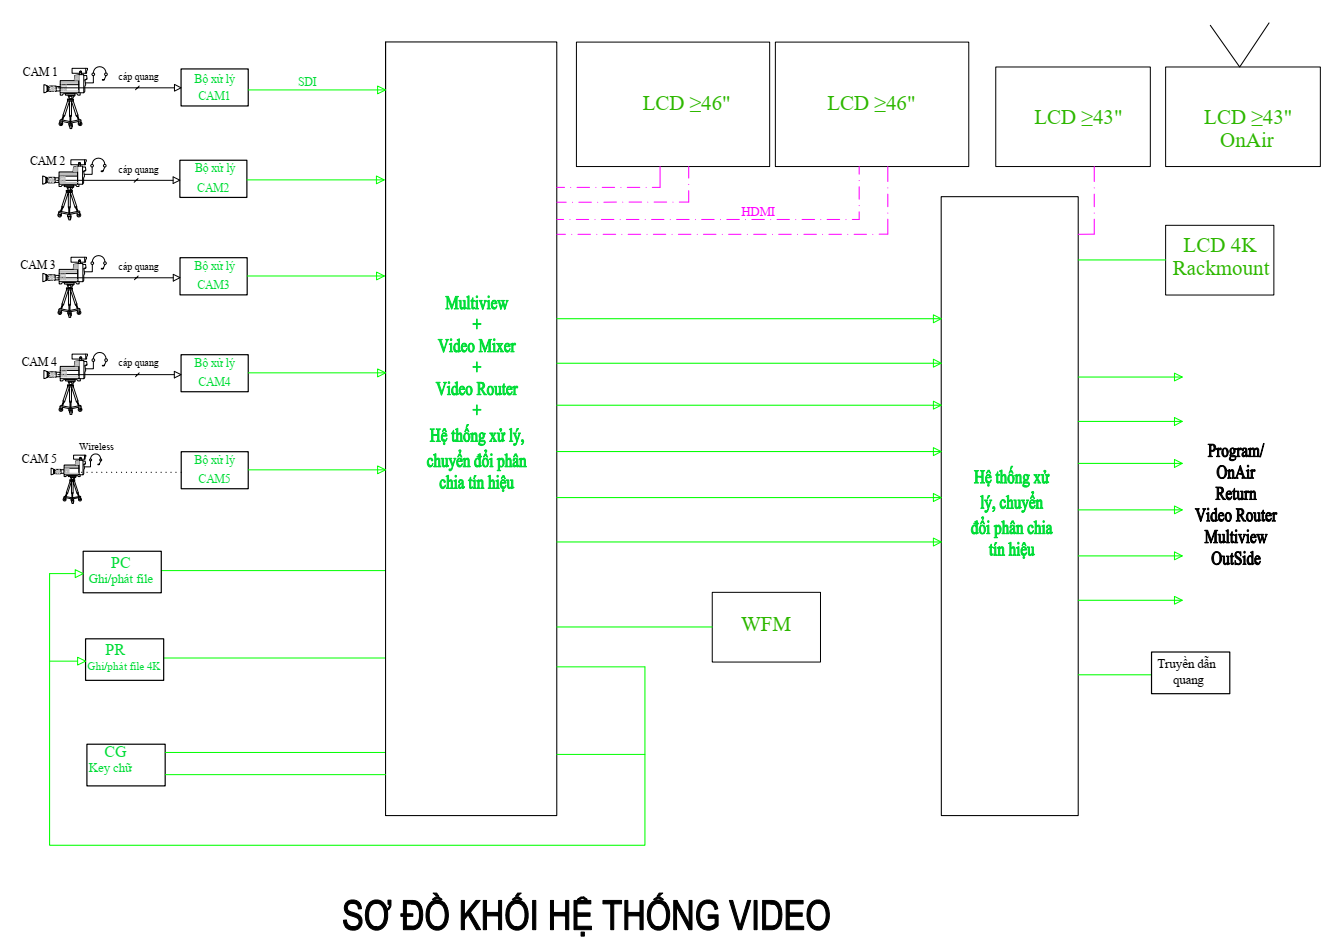 CAM 1
cáp quang
Bộ xử lý
CAM1
SDI
CAM 2
cáp quang
Bộ xử lý
CAM2
CAM 3
cáp quang
Bộ xử lý
CAM3
CAM 4
cáp quang
Bộ xử lý
CAM4
CAM 5
Wireless
Bộ xử lý
CAM5
PC
Ghi/phát file
PR
Ghi/phát file 4K
CG
Key chữ
Multiview
+
Video Mixer
+
Video Router
+
Hệ thống xử lý,
chuyển đổi phân
chia tín hiệu
LCD ≥46"
LCD ≥46"
HDMI
LCD ≥43"
LCD ≥43"
OnAir
LCD 4K
Rackmount
WFM
Hệ thống xử
lý, chuyển
đổi phân chia
tín hiệu
Program/
OnAir
Return
Video Router
Multiview
OutSide
Truyền dẫn
quang
SƠ ĐỒ KHỐI HỆ THỐNG VIDEO